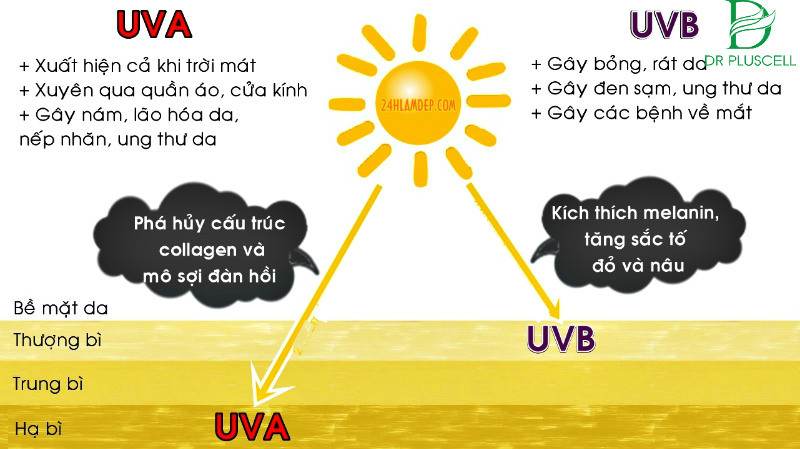 UVA
+ Xuất hiện cả khi trời mát
+ Xuyên qua quần áo, cửa kính
+ Gây nám, lão hóa da,
nếp nhăn, ung thư da
24HLAMDEP.COM
UVB
DR PLUSCELL
+ Gây bỏng, rát da
+ Gây đen sạm, ung thư da
+ Gây các bệnh về mắt
Phá hủy cấu trúc
collagen và
mô sợi đàn hồi
Kích thích melanin,
tăng sắc tố
đỏ và nâu
Bề mặt da
Thượng bì
UVB
Trung bì
Hạ bì
UVA